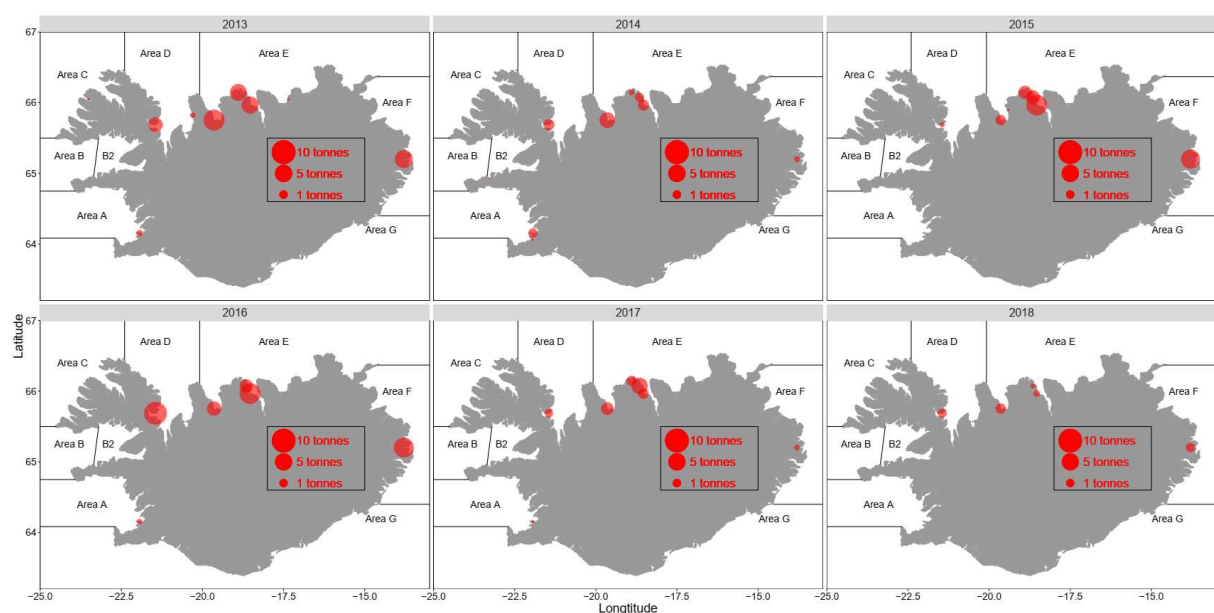 2013 2014 2015
67
Area D Area E Area D Area E Area D Area E
Area C Area C Area C
66
Area F Area F Area F
Area B B2 Area B B2 Area B B2
10 tonnes 10 tonnes 10 tonnes
65
5 tonnes 5 tonnes 5 tonnes
1 tonnes 1 tonnes 1 tonnes
Area A Area A Area A
Area G Area G Area G
64
2016 2017 2018
67
Latitude
Area D Area E Area D Area E Area D Area E
Area C Area C Area C
66
Area F Area F Area F
Area B B2 Area B B2 Area B B2
10 tonnes 10 tonnes 10 tonnes
65
5 tonnes 5 tonnes 5 tonnes
1 tonnes 1 tonnes 1 tonnes
Area A Area A Area A
Area G Area G Area G
64
−25.0 −22.5 −20.0 −17.5 −15.0 −25.0 −22.5 −20.0 −17.5 −15.0 −25.0 −22.5 −20.0 −17.5 −15.0
Longtitude